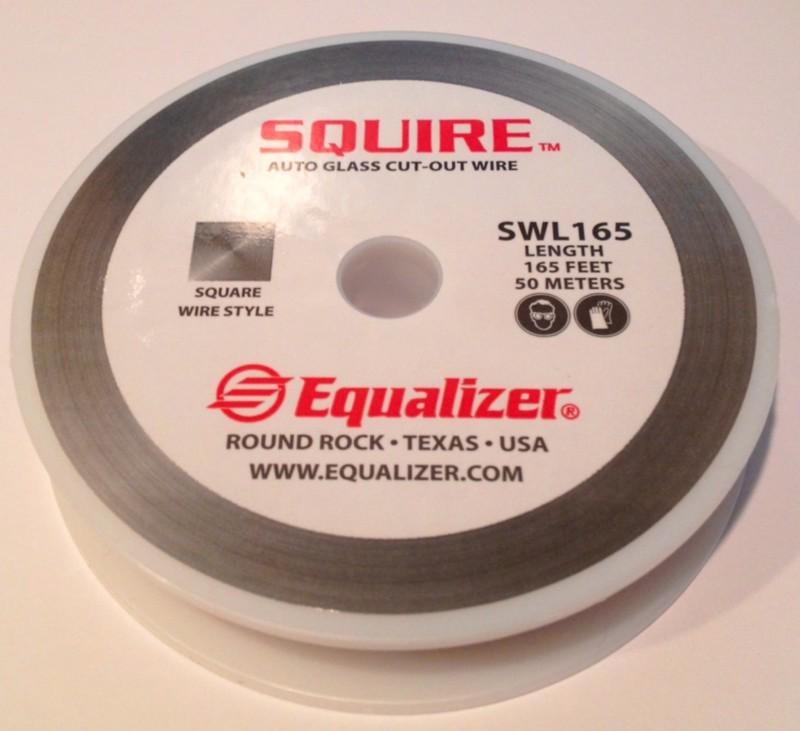 SQUIRE™
AUTO GLASS CUT-OUT WIRE
SQUARE
WIRE STYLE
SWL165
LENGTH
165 FEET
50 METERS
Equalizer®
ROUND ROCK • TEXAS • USA
WWW.EQUALIZER.COM